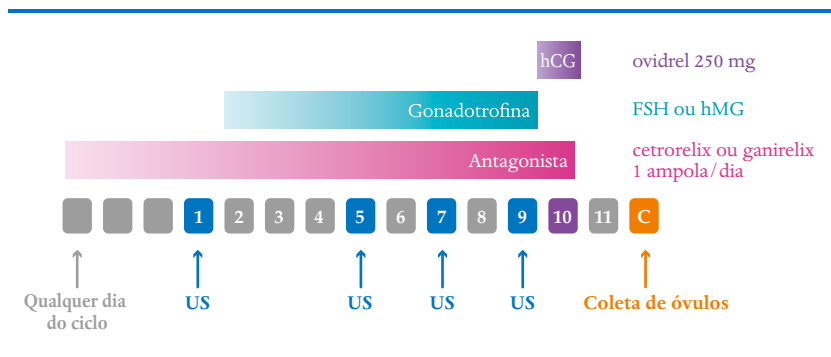 hCG ovidrel 250 mg
Gonadotrofina FSH ou hMG
Antagonista cetrorelix ou ganirelix
1 ampola/dia
1 2 3 4 5 6 7 8 9 10 11 C
Qualquer dia
do ciclo
US US US US Coleta de óvulos